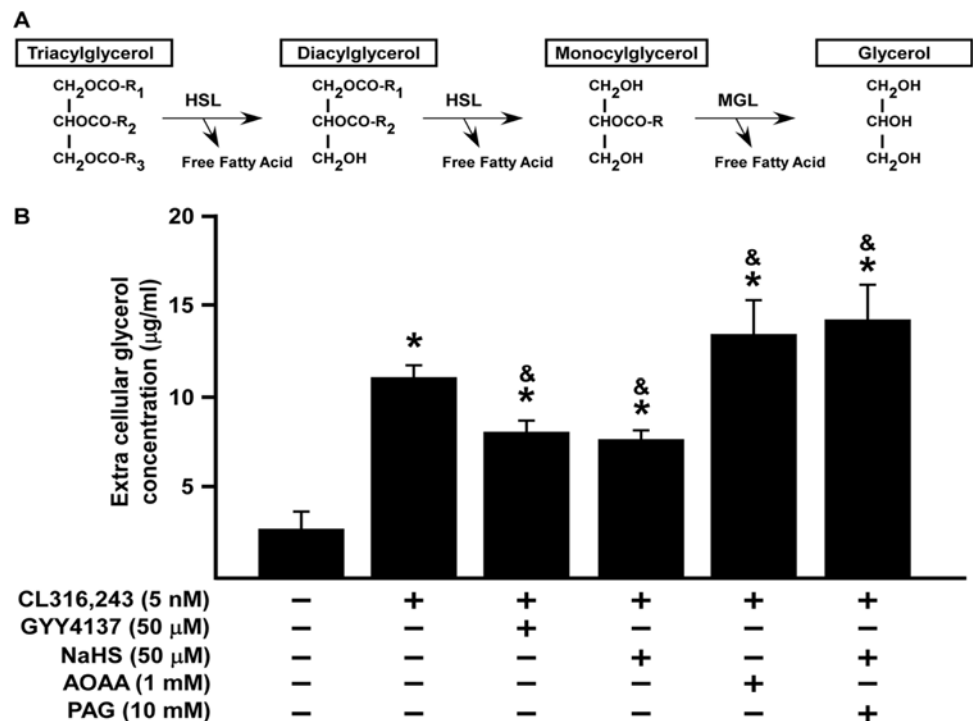 A
Triacylglycerol Diacylglycerol Monocylglycerol Glycerol
CH2OCO-R1 CH2OCO-R1 CH2OH CH2OH
HSL HSL MGL
CHOCO-R2 CHOCO-R2 CHOCO-R CHOH
CH2OCO-R3 CH2OH CH2OH CH2OH
Free Fatty Acid Free Fatty Acid Free Fatty Acid
B
Extra cellular glycerol
concentration (µg/ml)
20
15
10
5
*
&
*
&
*
&
*
&
*
CL316,243 (5 nM) − + + + + +
GYY4137 (50 µM) − − + − − −
NaHS (50 µM) − − − + − +
AOAA (1 mM) − − − − + −
PAG (10 mM) − − − − − +